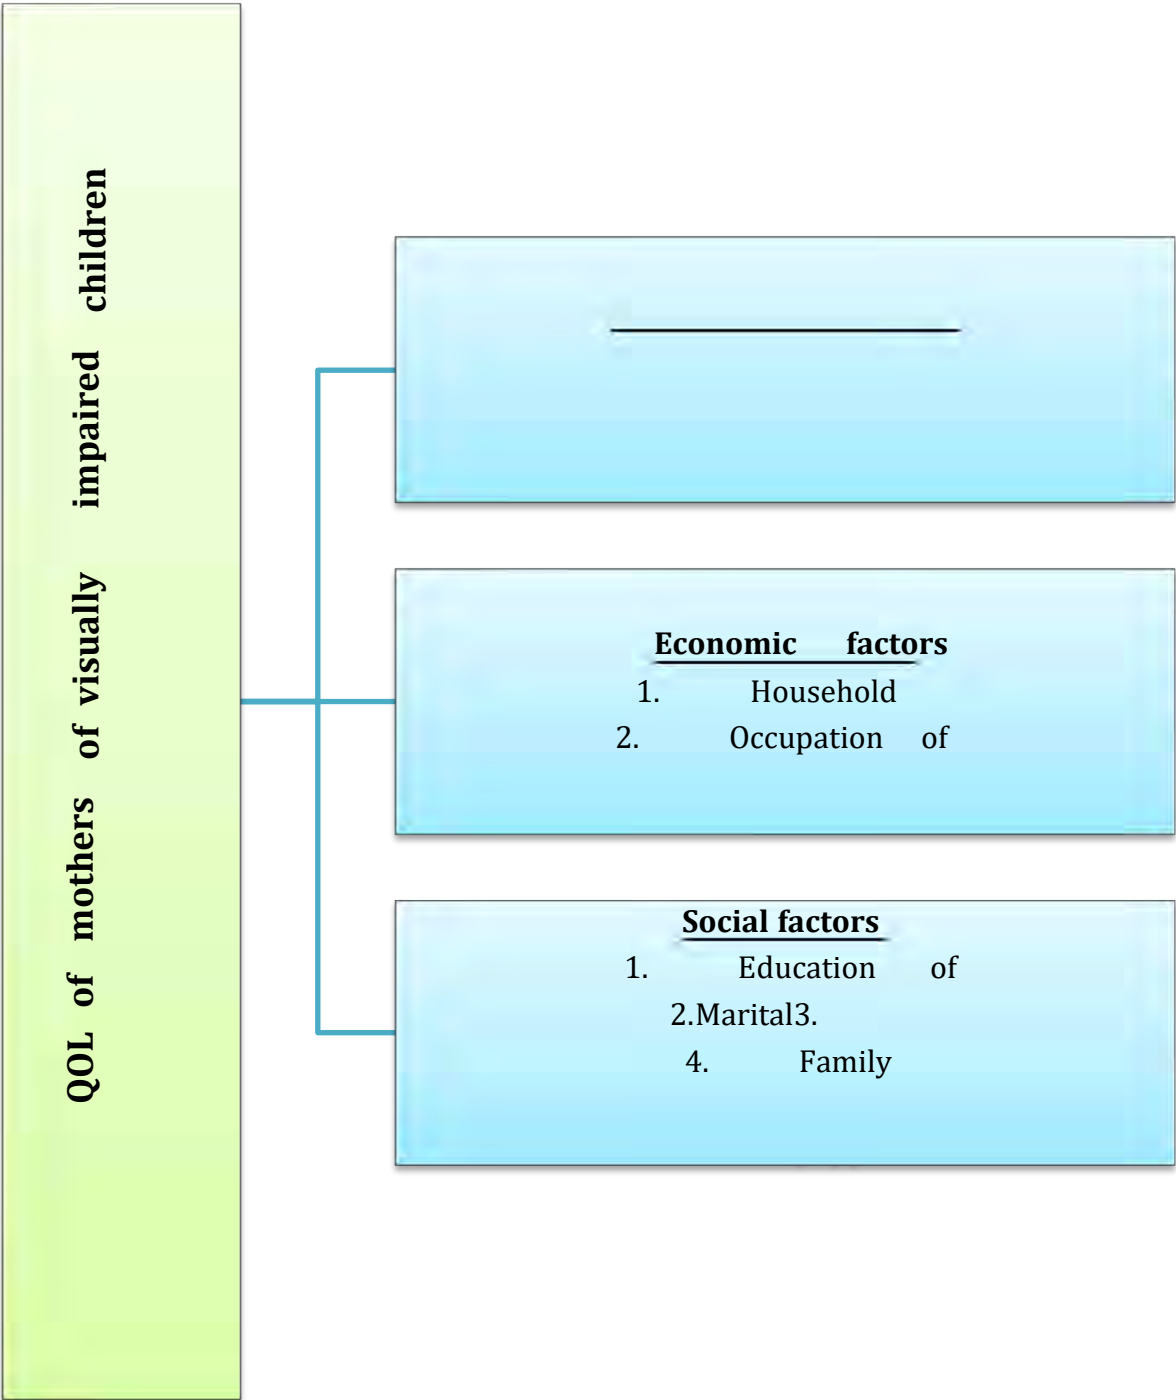 QOL of mothers of visually impaired children
Economic factors
1. Household
2. Occupation of
Social factors
1. Education of
2.Marital3.
4. Family